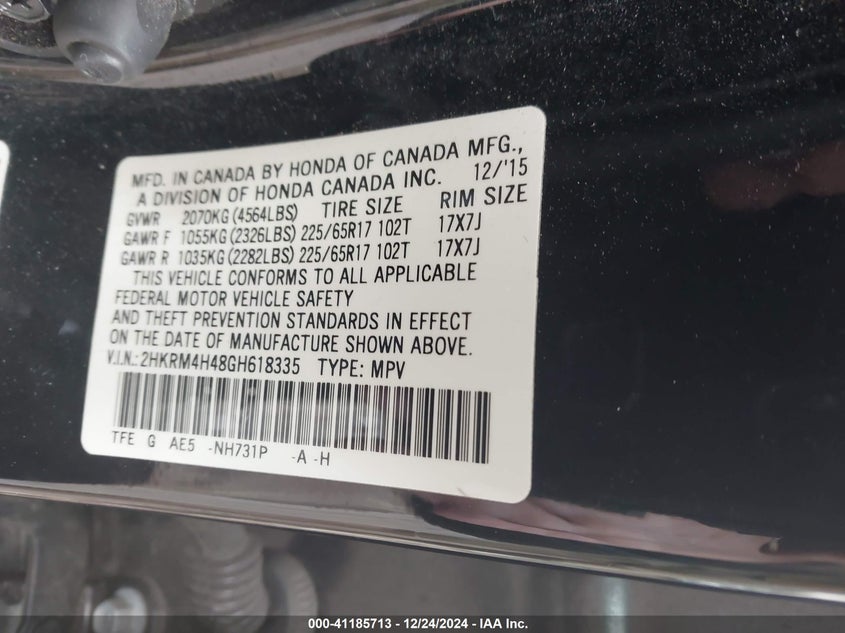 MFD. IN CANADA BY HONDA OF CANADA MFG.,
A DIVISION OF HONDA CANADA INC. 12/'15
GVWR 2070KG (4564LBS) TIRE SIZE RIM SIZE
GAWR F 1055KG (2326LBS) 225/65R17 102T 17X7J
GAWR R 1035KG (2282LBS) 225/65R17 102T 17X7J
THIS VEHICLE CONFORMS TO ALL APPLICABLE
FEDERAL MOTOR VEHICLE SAFETY
AND THEFT PREVENTION STANDARDS IN EFFECT
ON THE DATE OF MANUFACTURE SHOWN ABOVE.
V.I.N.: 2HKRM4H48GH618335 TYPE: MPV
TFE G AE5 -NH731P -A -H
000-41185713 - 12/24/2024 - IAA Inc.